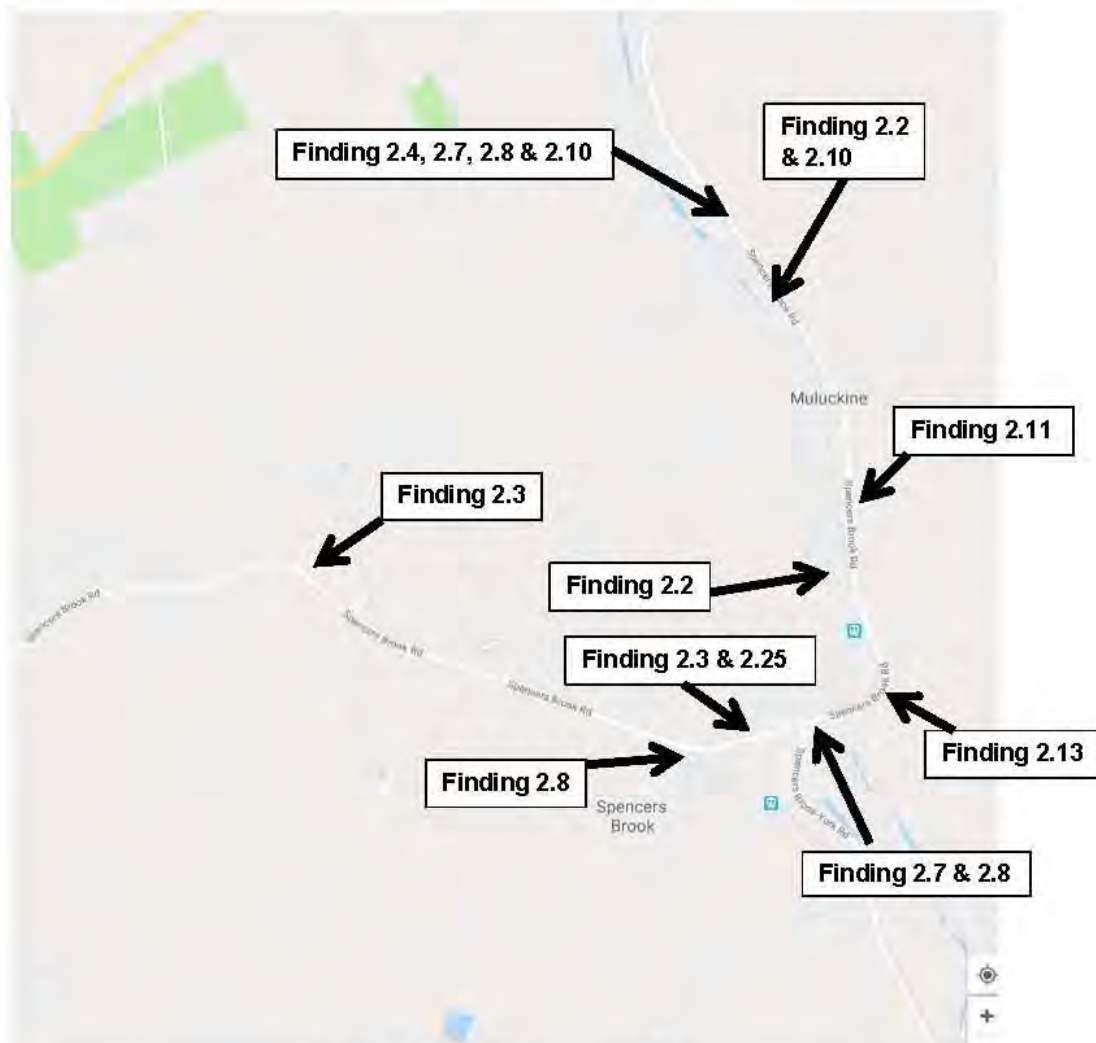 Finding 2.2
& 2.10
Finding 2.4, 2.7, 2.8 & 2.10
Spencers Brook Rd
Muluckine
Finding 2.11
Finding 2.3
Spencers Brook Rd
Finding 2.2
Spencers Brook Rd
Spencers Brook Rd
Finding 2.3 & 2.25
Spencers Brook Rd
Spencers Brook Rd
Finding 2.13
Finding 2.8
Spencers Brook-York Rd
Spencers
Brook
Finding 2.7 & 2.8
+